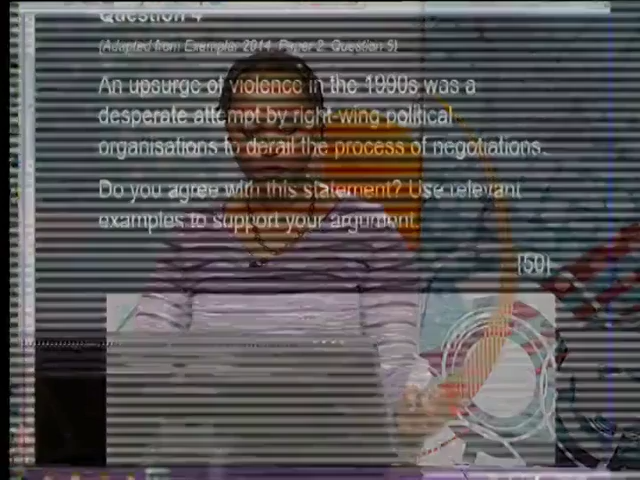 Question 4
(Adapted from Exemplar 2014, Paper 2, Question 5)
An upsurge of violence in the 1990s was a
desperate attempt by right-wing political
organisations to derail the process of negotiations.
Do you agree with this statement? Use relevant
examples to support your argument.
[50]